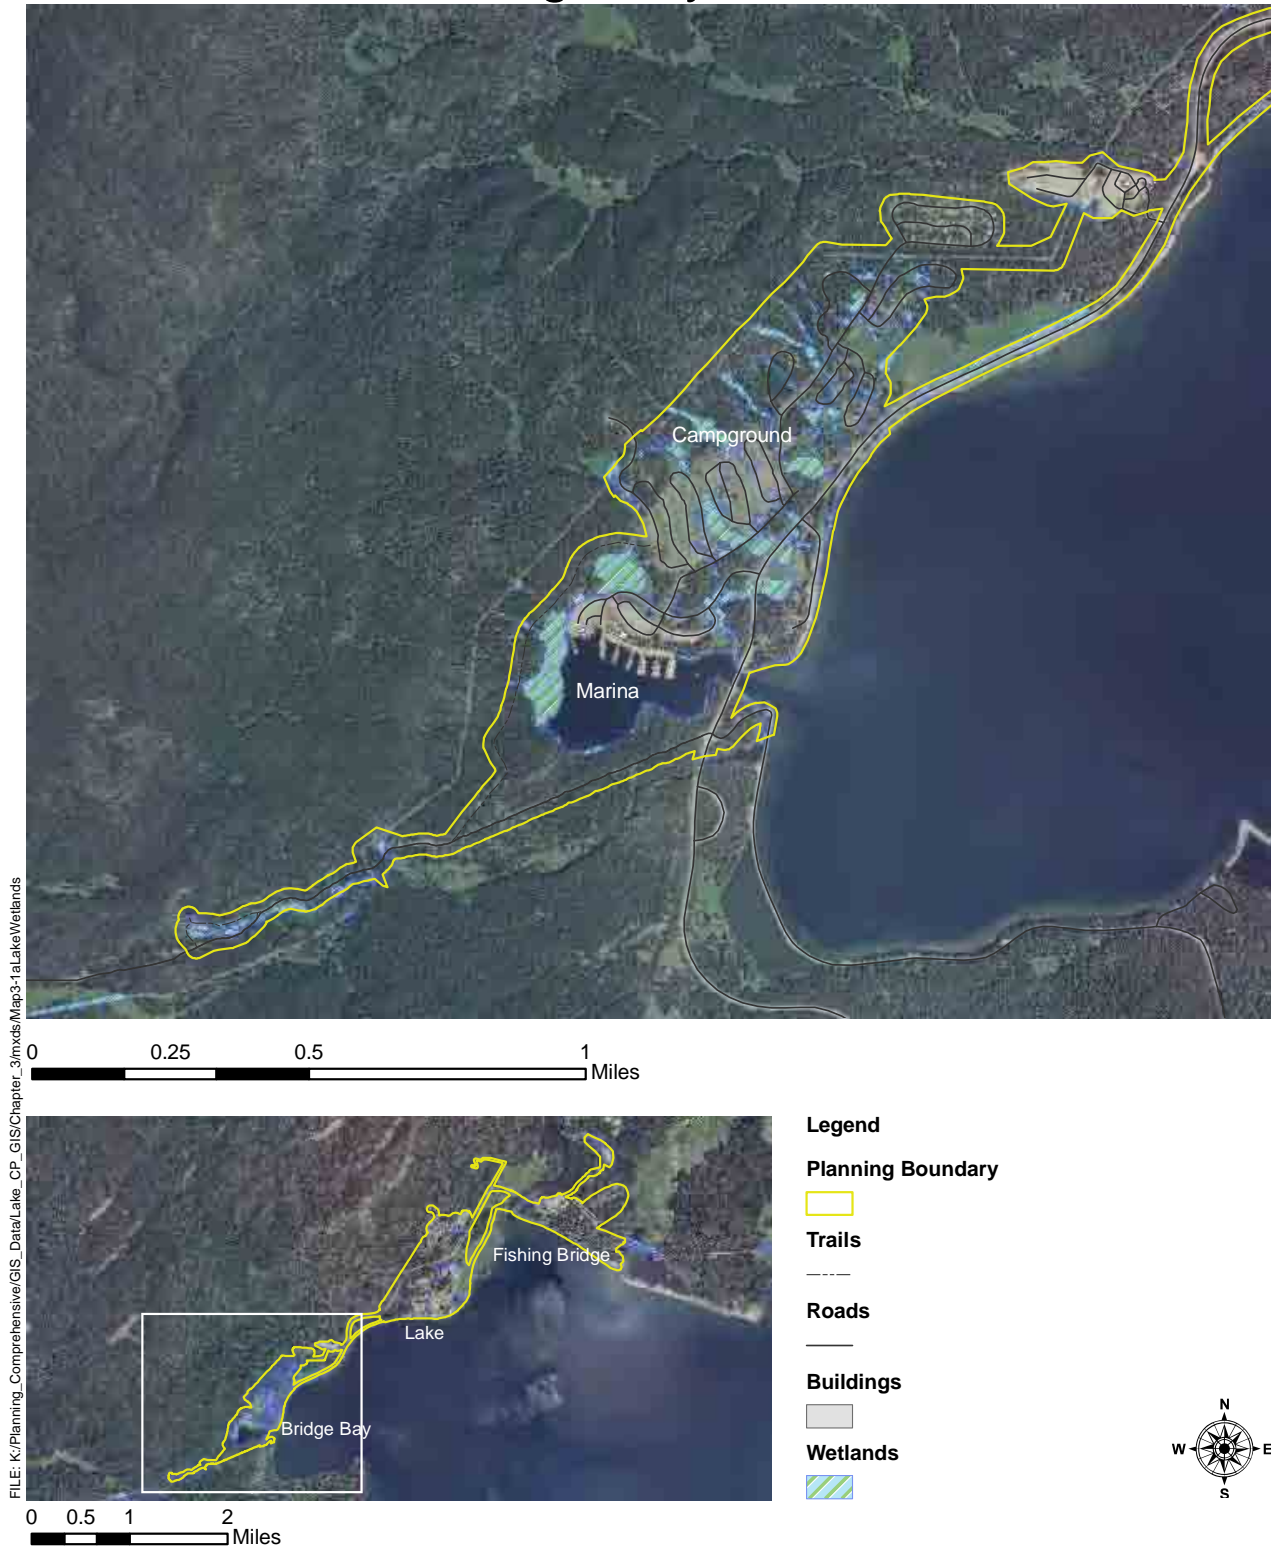 Campground
Marina
0 0.25 0.5 1
Miles
FILE: K:/Planning_Comprehensive/GIS_Data/Lake_CP_GIS/Chapter_3/mxds/Map3-1aLakeWetlands
Fishing Bridge
Lake
Bridge Bay
0 0.5 1 2
Miles
Legend
Planning Boundary
Trails
Roads
Buildings
Wetlands
N
W E
S